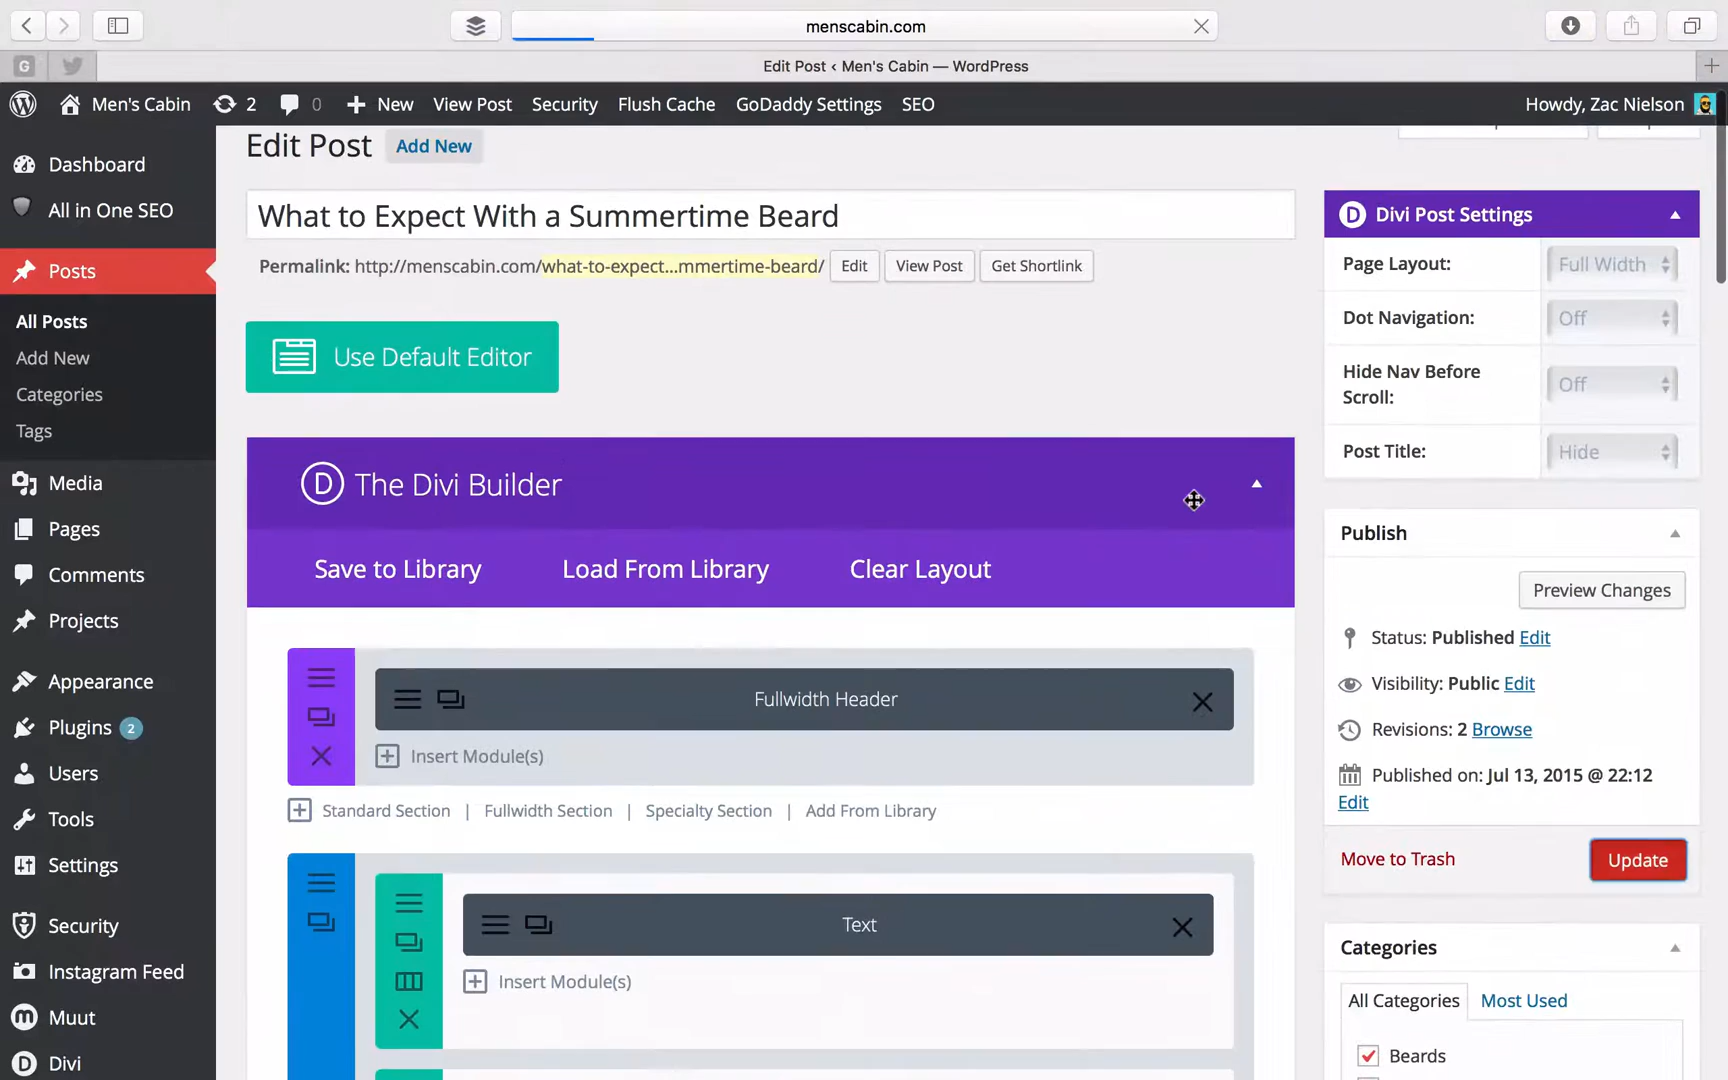 menscabin.com
G
Edit Post ‹ Men's Cabin — WordPress
Men's Cabin 2 0 New View Post Security Flush Cache GoDaddy Settings SEO Howdy, Zac Nielson
Dashboard
All in One SEO
Posts
All Posts
Add New
Categories
Tags
Media
Pages
Comments
Projects
Appearance
Plugins 2
Users
Tools
Settings
Security
Instagram Feed
Muut
Divi
Edit Post Add New
What to Expect With a Summertime Beard
Permalink: http://menscabin.com/what-to-expect...mmertime-beard/ Edit View Post Get Shortlink
Use Default Editor
D The Divi Builder
Save to Library Load From Library Clear Layout
Fullwidth Header
Insert Module(s)
Standard Section | Fullwidth Section | Specialty Section | Add From Library
Text
Insert Module(s)
D Divi Post Settings
Page Layout: Full Width
Dot Navigation: Off
Hide Nav Before
Scroll: Off
Post Title: Hide
Publish
Preview Changes
Status: Published Edit
Visibility: Public Edit
Revisions: 2 Browse
Published on: Jul 13, 2015 @ 22:12
Edit
Move to Trash Update
Categories
All Categories Most Used
Beards